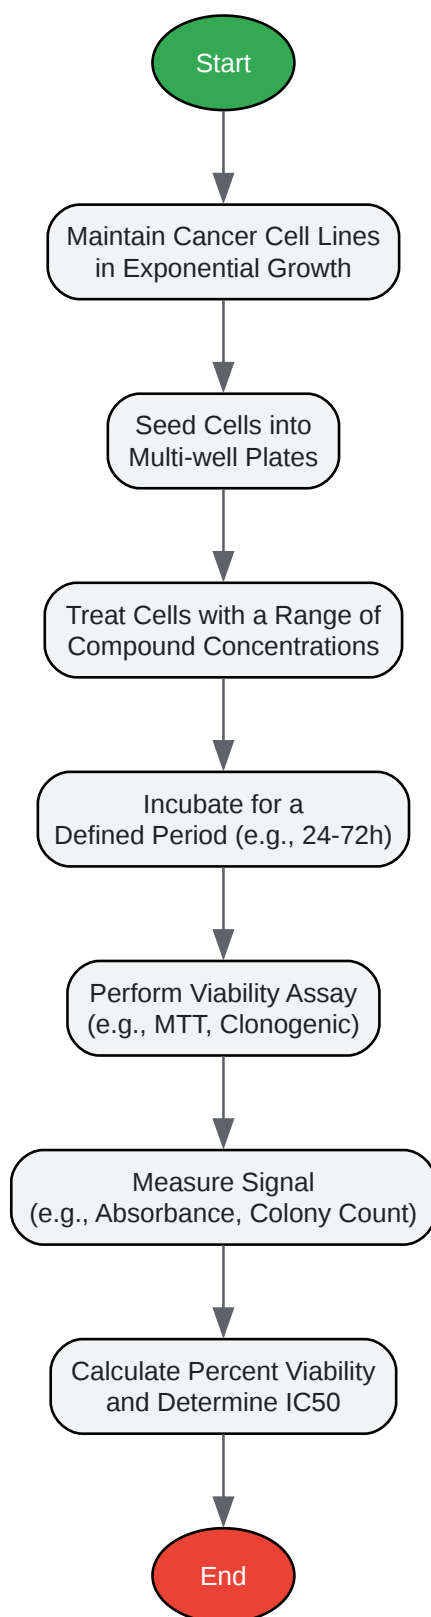 Start
Maintain Cancer Cell Lines
in Exponential Growth
Seed Cells into
Multi-well Plates
Treat Cells with a Range of
Compound Concentrations
Incubate for a
Defined Period (e.g., 24-72h)
Perform Viability Assay
(e.g., MTT, Clonogenic)
Measure Signal
(e.g., Absorbance, Colony Count)
Calculate Percent Viability
and Determine IC50
End